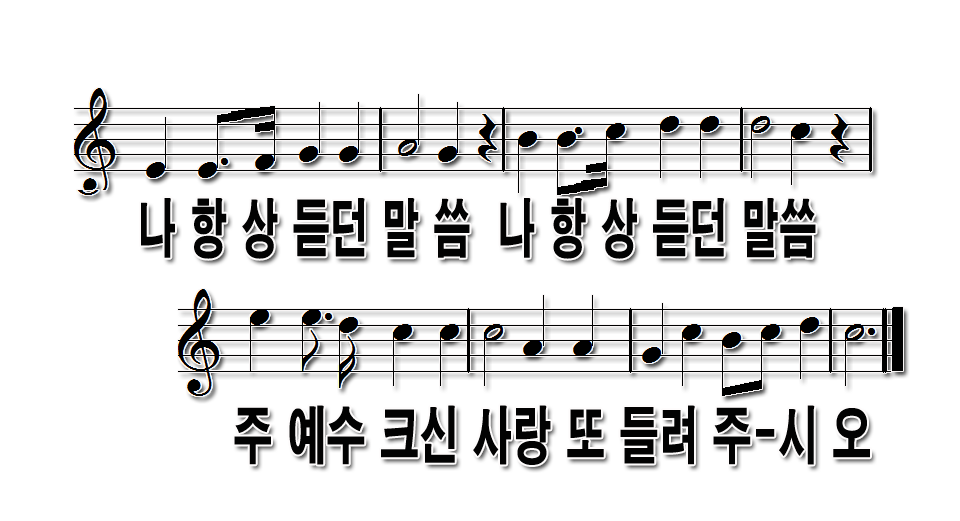 나 항 상 듣던 말 씀 나 항 상 듣던 말씀
주 예수 크신 사랑 또 들려 주-시 오